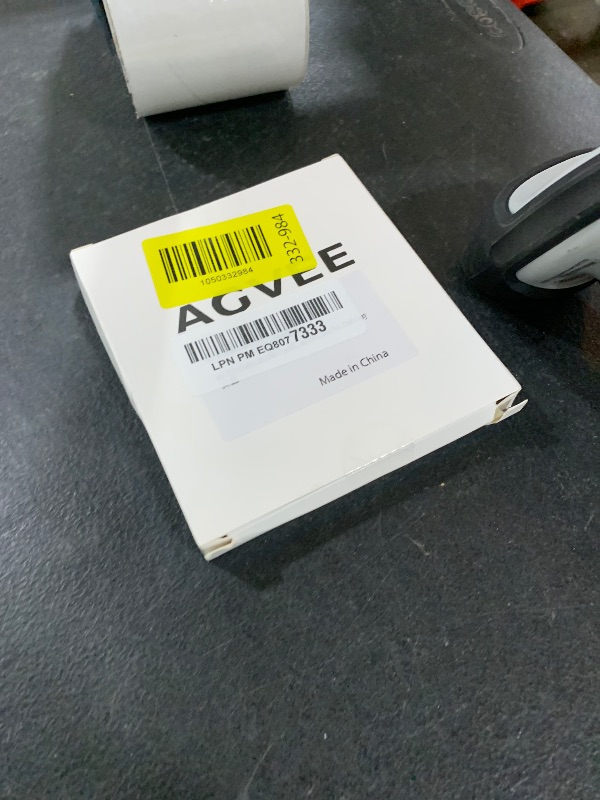 332-984
1050332984
AGVEE
LPN PM EQ807 7333
Made in China